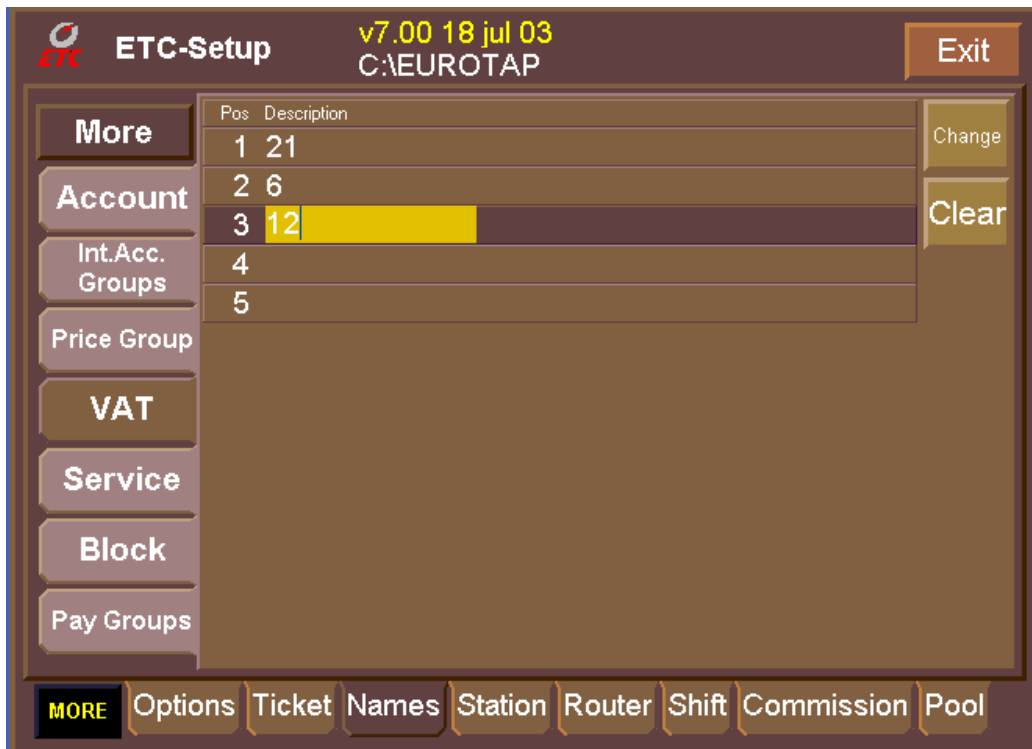 ETC
ETC-Setup
v7.00 18 jul 03
C:\EUROTAP
Exit
More
Account
Int.Acc.
Groups
Price Group
VAT
Service
Block
Pay Groups
Pos Description
1 21
2 6
3 12
4
5
Change
Clear
MORE Options Ticket Names Station Router Shift Commission Pool